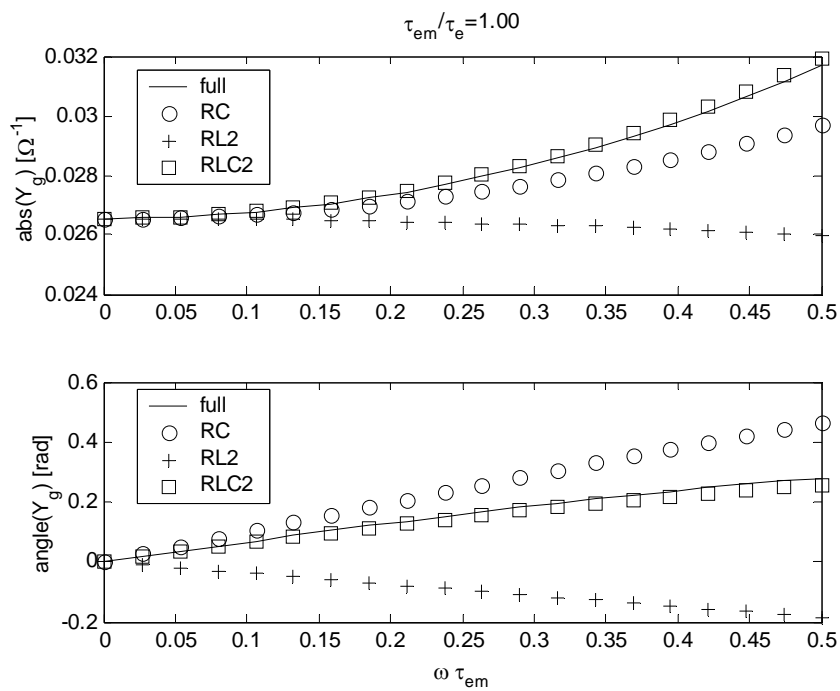 τem/τe=1.00
0.032
0.03
0.028
0.026
0.024
abs(Yg) [Ω-1]
full
RC
RL2
RLC2
0 0.05 0.1 0.15 0.2 0.25 0.3 0.35 0.4 0.45 0.5
0.6
0.4
0.2
0
-0.2
angle(Yg) [rad]
full
RC
RL2
RLC2
0 0.05 0.1 0.15 0.2 0.25 0.3 0.35 0.4 0.45 0.5
ω τem